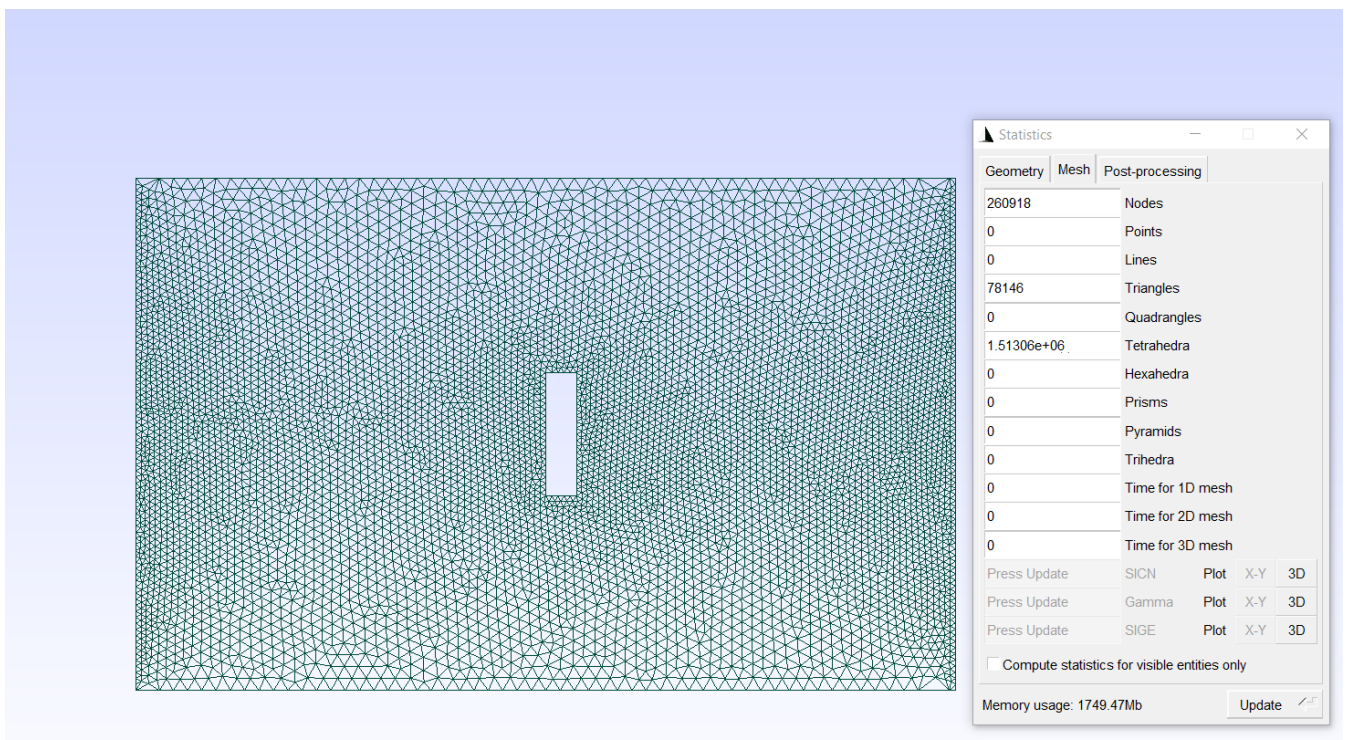 Statistics
Geometry Mesh Post-processing
260918 Nodes
0 Points
0 Lines
78146 Triangles
0 Quadrangles
1.51306e+06 Tetrahedra
0 Hexahedra
0 Prisms
0 Pyramids
0 Trihedra
0 Time for 1D mesh
0 Time for 2D mesh
0 Time for 3D mesh
Press Update SICN Plot X-Y 3D
Press Update Gamma Plot X-Y 3D
Press Update SIGE Plot X-Y 3D
Compute statistics for visible entities only
Memory usage: 1749.47Mb Update